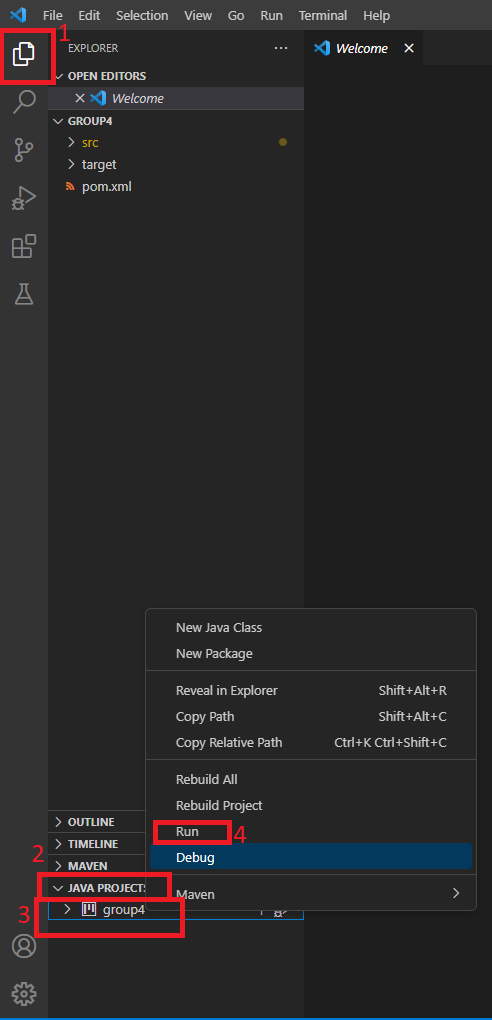 File Edit Selection View Go Run Terminal Help
1
EXPLORER
Welcome
OPEN EDITORS
Welcome
GROUP4
src
target
pom.xml
New Java Class
New Package
Reveal in Explorer Shift+Alt+R
Copy Path Shift+Alt+C
Copy Relative Path Ctrl+K Ctrl+Shift+C
Rebuild All
Rebuild Project
Run 4
Debug
Maven
OUTLINE
TIMELINE
2
MAVEN
JAVA PROJECTS
3
group4